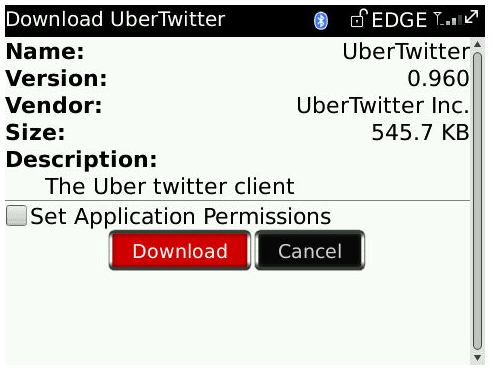 Download UberTwitter EDGE
Name: UberTwitter
Version: 0.960
Vendor: UberTwitter Inc.
Size: 545.7 KB
Description:
The Uber twitter client
Set Application Permissions
Download Cancel